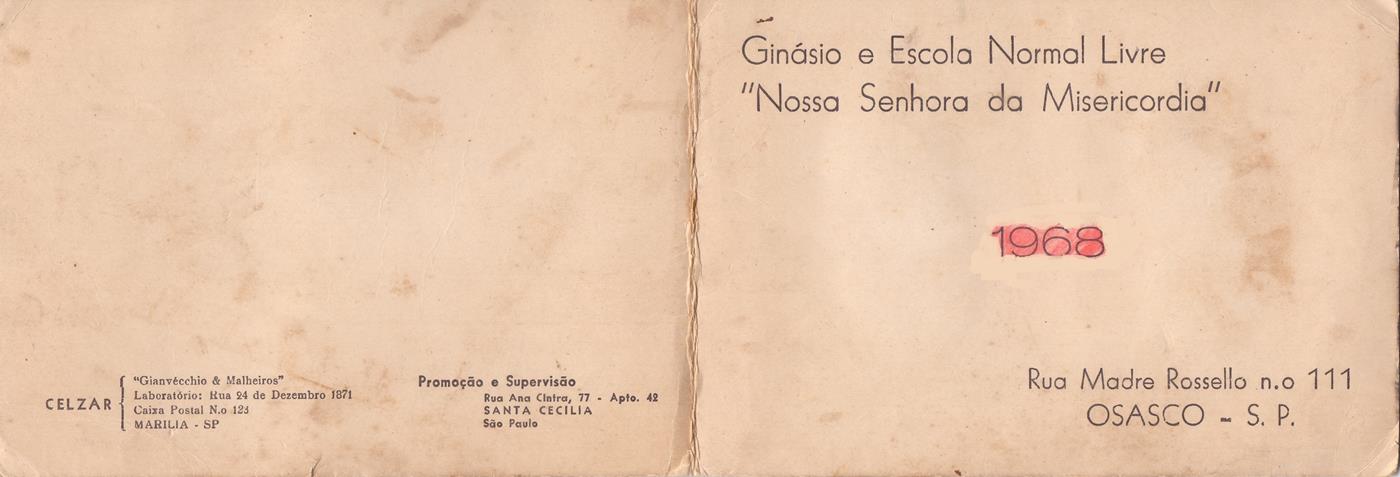 Ginásio e Escola Normal Livre
"Nossa Senhora da Misericordia"
1968
Rua Madre Rossello n.o 111
OSASCO - S. P.
CELZAR
"Gianvécchio & Malheiros"
Laboratório: Rua 24 de Dezembro 1871
Caixa Postal N.o 123
MARILIA - SP
Promoção e Supervisão
Rua Ana Cintra, 77 - Apto. 42
SANTA CECILIA
São Paulo